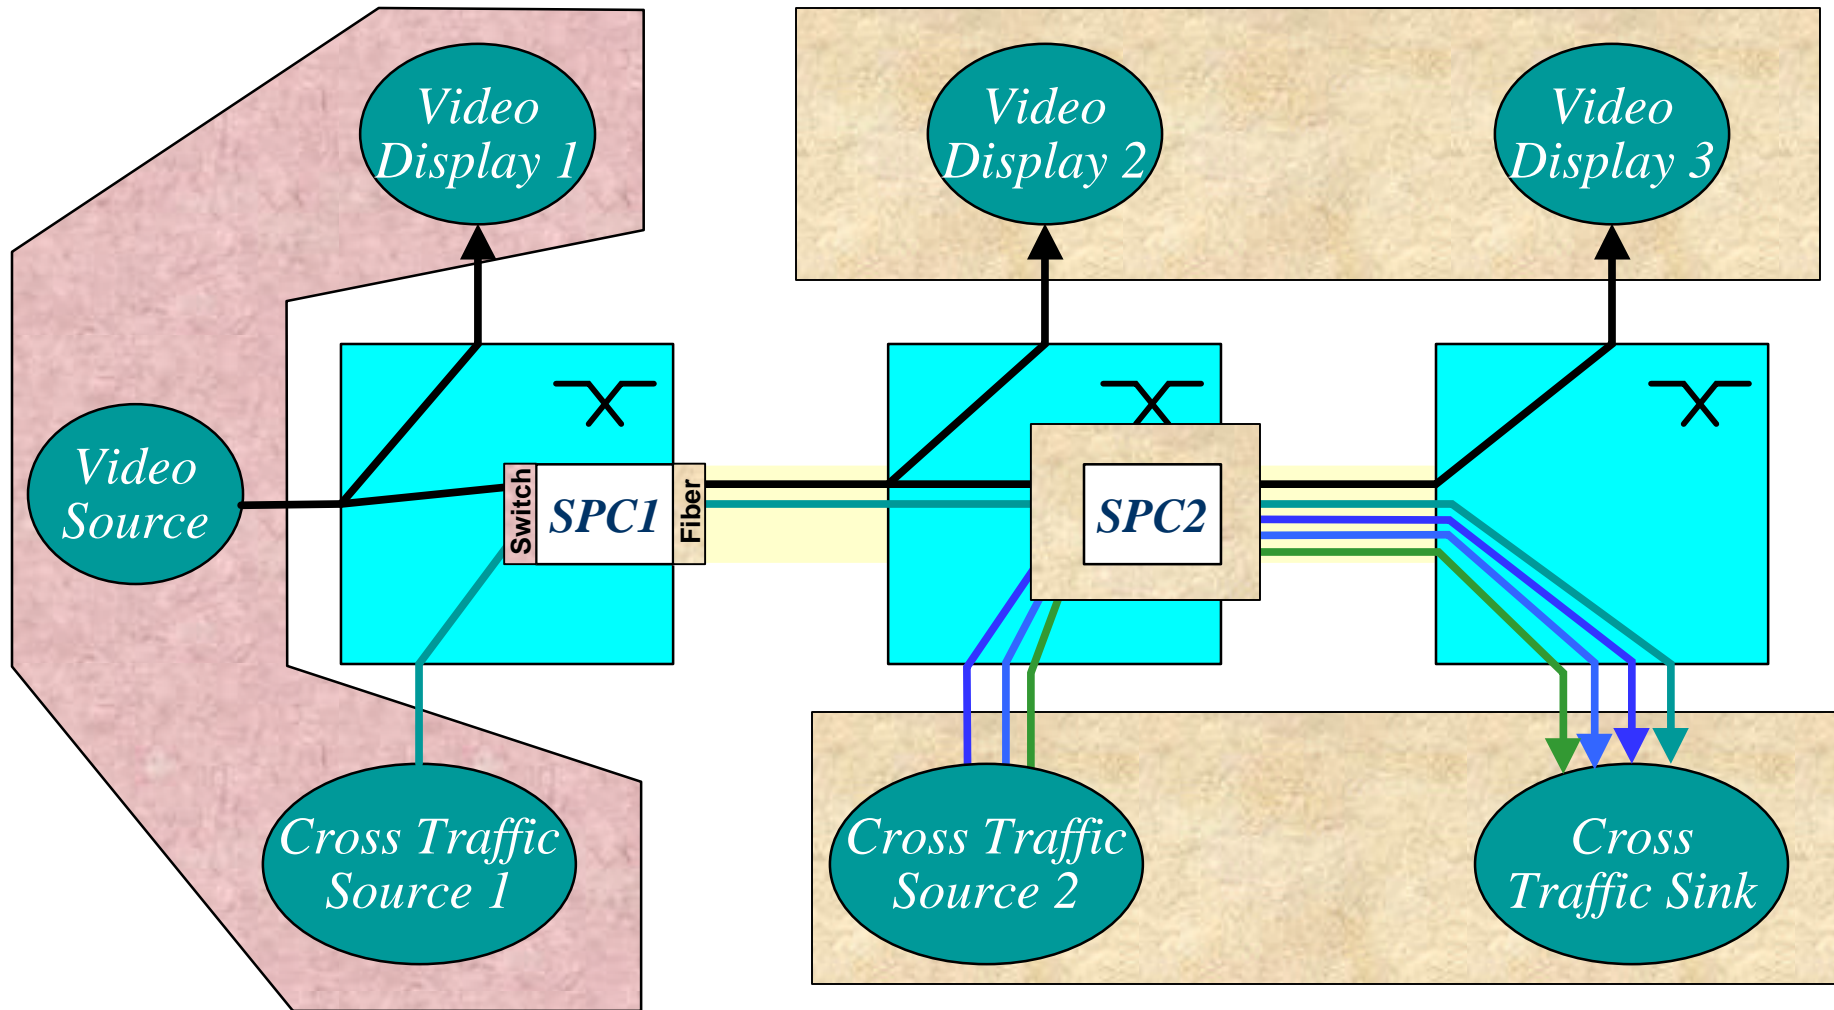 Video
Display 1
Video
Display 2
Video
Display 3
Video
Source
Switch
SPC1
Fiber
SPC2
Cross Traffic
Source 1
Cross Traffic
Source 2
Cross
Traffic Sink